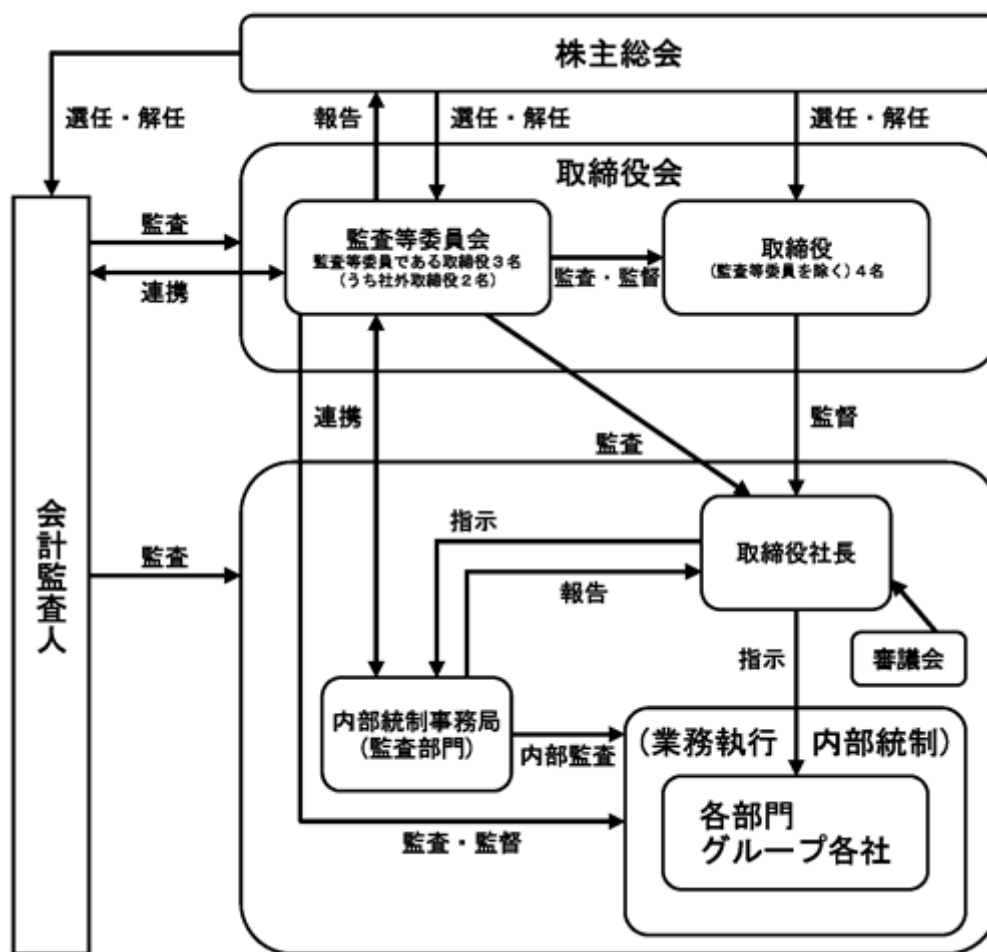 株主総会
選任・解任
報告
選任・解任
選任・解任
取締役会
監査等委員会
監査等委員である取締役3名
(うち社外取締役2名)
取締役
(監査等委員を除く)4名
監査
連携
監査・監督
連携
監査
監督
会計監査人
監査
指示
取締役社長
報告
審議会
指示
内部統制事務局
(監査部門)
内部監査
(業務執行 内部統制)
各部門
グループ各社
監査・監督